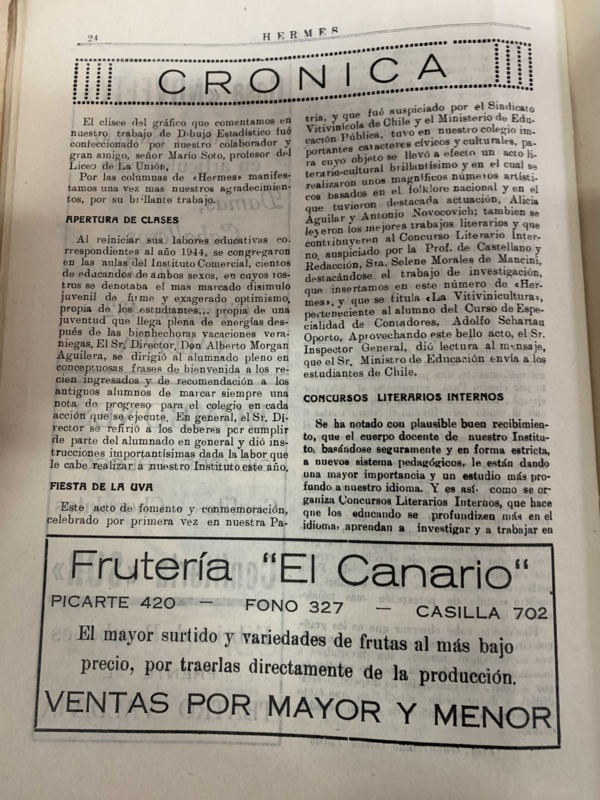 24
HERMES
CRONICA
El clisee del gráfico que comentamos en
nuestro trabajo de Dibujo Estadístico fué
confeccionado por nuestro colaborador y
gran amigo, señor Mario Soto, profesor del
Liceo de La Unión.
Por las columnas de «Hermes» manifes-
tamos una vez mas nuestros agradecimien-
tos, por su brillante trabajo.
APERTURA DE CLASES
Al reiniciar sus labores educativas co-
rrespondientes al año 1944, se congregaron
en las aulas del Instituto Comercial, cientos
de educandos de ambos sexos, en cuyos ros-
tros se denotaba el mas marcado disimulo
juvenil de firme y exagerado optimismo,
propia de los estudiantes... propia de una
juventud que llega plena de energías des-
pués de las bienhechoras vacaciones vera-
niegas, El Sr. Director, Don Alberto Morgan
Aguilera, se dirigió al alumnado pleno en
conceptuosas frases de bienvenida a los re-
cien ingresados y de recomendación a los
antiguos alumnos de marcar siempre una
nota de progreso para el colegio en cada
acción que se ejecute. En general, el Sr. Di-
rector se refirió a los deberes por cumplir
de parte del alumnado en general y dió ins-
trucciones importantísimas dada la labor que
le cabe realizar a nuestro Instituto este año.
FIESTA DE LA UVA
Este acto de fomento y conmemoración,
celebrado por primera vez en nuestra Pa-
tria, y que fué auspiciado por el Sindicato
Vitivinícola de Chile y el Ministerio de Edu-
cación Pública, tuvo en nuestro colegio im-
portantes caracteres cívicos y culturales, pa-
ra cuyo objeto se llevó a efecto un acto li-
terario-cultural brillantísimo y en el cual se
realizaron unos magníficos números artísti-
cos basados en el folklore nacional y en el
que tuvieron destacada actuación, Alicia
Aguilar y Antonio Novocovich; tambien se
leyeron los mejores trabajos literarios y que
contribuyeren al Concurso Literario Inter-
no, auspiciado por la Prof. de Castellano y
Redacción, Sra. Selene Morales de Mancini,
destacándose el trabajo de investigación,
que insertamos en este número de «Her-
mes», y que se titula «La Vitivinicultura»,
perteneciente al alumno del Curso de Espe-
cialidad de Contadores, Adolfo Schartau
Oporto, Aprovechando este bello acto, el Sr.
Inspector General, dió lectura al mensaje,
que el Sr. Ministro de Educación envía a los
estudiantes de Chile.
CONCURSOS LITERARIOS INTERNOS
Se ha notado con plausible buen recibimien-
to, que el cuerpo docente de nuestro Institu-
to, basándose seguramente y en forma estricta,
a nuevos sistema pedagógicos, le están dando
una mayor importancia y un estudio más pro-
fundo a nuestro idioma. Y es así- como se or-
ganiza Concursos Literarios Internos, que hace
que los educando se profundizen más en el
idioma, aprendan a investigar y a trabajar en
Frutería "El Canario"
PICARTE 420 — FONO 327 — CASILLA 702
El mayor surtido y variedades de frutas al más bajo
precio, por traerlas directamente de la producción.
VENTAS POR MAYOR Y MENOR